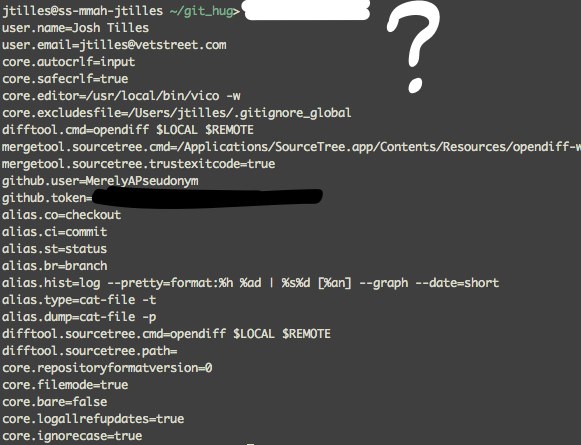 jtilles@ss-mmah-jtilles ~/git_hug>
?
user.name=Josh Tilles
user.email=jtilles@vetstreet.com
core.autocrlf=input
core.safecrlf=true
core.editor=/usr/local/bin/vico -w
core.excludesfile=/Users/jtilles/.gitignore_global
difftool.cmd=opendiff $LOCAL $REMOTE
mergetool.sourcetree.cmd=/Applications/SourceTree.app/Contents/Resources/opendiff-w
mergetool.sourcetree.trustexitcode=true
github.user=MerelyAPseudonym
github.token=
alias.co=checkout
alias.ci=commit
alias.st=status
alias.br=branch
alias.hist=log --pretty=format:%h %ad | %s%d [%an] --graph --date=short
alias.type=cat-file -t
alias.dump=cat-file -p
difftool.sourcetree.cmd=opendiff $LOCAL $REMOTE
difftool.sourcetree.path=
core.repositoryformatversion=0
core.filemode=true
core.bare=false
core.logallrefupdates=true
core.ignorecase=true